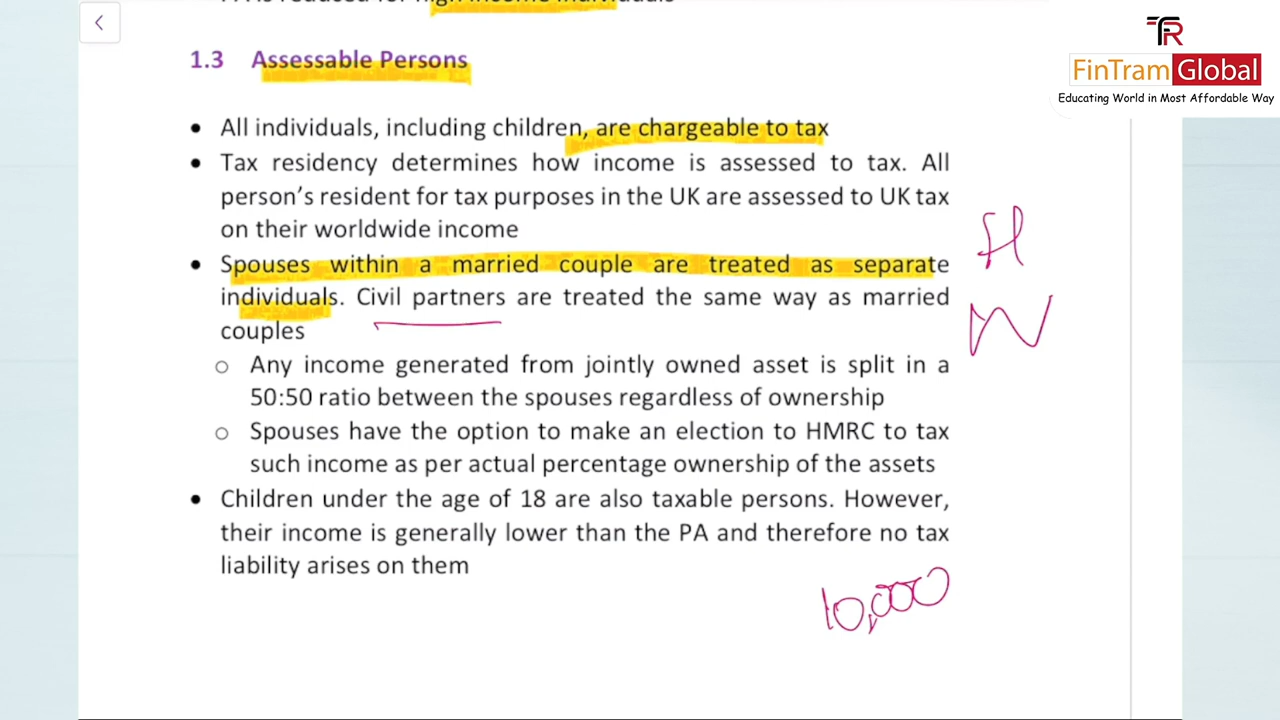 TR
FinTram Global
Educating World in Most Affordable Way
1.3 Assessable Persons
• All individuals, including children, are chargeable to tax
• Tax residency determines how income is assessed to tax. All
person's resident for tax purposes in the UK are assessed to UK tax
on their worldwide income
• Spouses within a married couple are treated as separate
individuals. Civil partners are treated the same way as married
couples
H
W
o Any income generated from jointly owned asset is split in a
50:50 ratio between the spouses regardless of ownership
o Spouses have the option to make an election to HMRC to tax
such income as per actual percentage ownership of the assets
• Children under the age of 18 are also taxable persons. However,
their income is generally lower than the PA and therefore no tax
liability arises on them
10,000